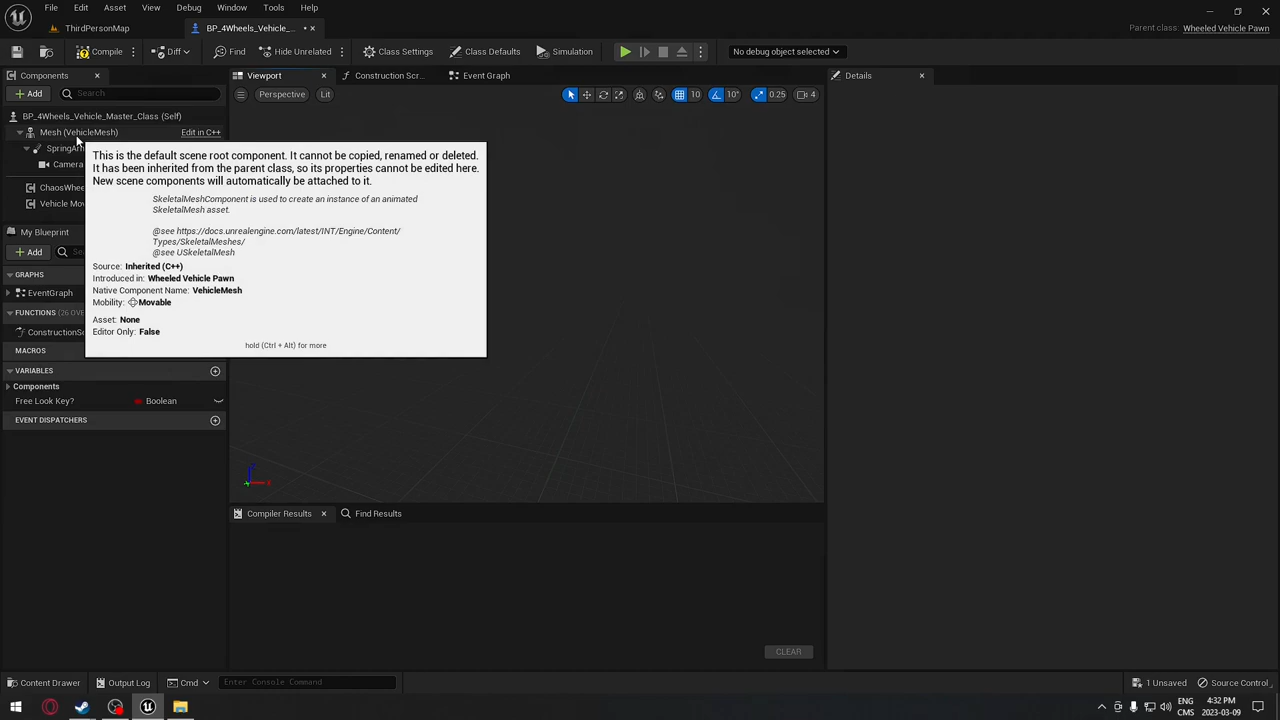 File Edit Asset View Debug Window Tools Help
ThirdPersonMap
BP_4Wheels_Vehicle_...
Parent class: Wheeled Vehicle Pawn
Compile
Diff
Find
Hide Unrelated
Class Settings
Class Defaults
Simulation
No debug object selected
Components
Viewport
Construction Scr...
Event Graph
Details
Add
Search
Perspective
Lit
10
10°
0.25
4
BP_4Wheels_Vehicle_Master_Class (Self)
Mesh (VehicleMesh)
Edit in C++
SpringArm
Camera
ChaosWhee
Vehicle Mov
This is the default scene root component. It cannot be copied, renamed or deleted.
It has been inherited from the parent class, so its properties cannot be edited here.
New scene components will automatically be attached to it.
SkeletalMeshComponent is used to create an instance of an animated
SkeletalMesh asset.
@see https://docs.unrealengine.com/latest/INT/Engine/Content/
Types/SkeletalMeshes/
@see USkeletalMesh
Source: Inherited (C++)
Introduced in: Wheeled Vehicle Pawn
Native Component Name: VehicleMesh
Mobility: Movable
Asset: None
Editor Only: False
hold (Ctrl + Alt) for more
My Blueprint
Add
GRAPHS
EventGraph
FUNCTIONS (26 OV
ConstructionSc
MACROS
VARIABLES
Components
Free Look Key?
Boolean
EVENT DISPATCHERS
Compiler Results
Find Results
CLEAR
Content Drawer
Output Log
Cmd
Enter Console Command
1 Unsaved
Source Control
ENG
CMS
4:32 PM
2023-03-09